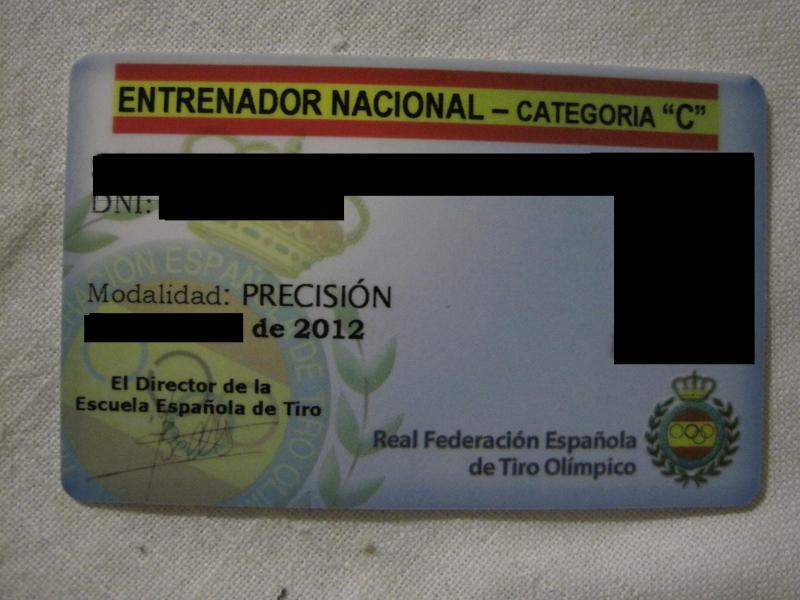 ENTRENADOR NACIONAL – CATEGORIA “C”
DNI:
Modalidad: PRECISIÓN
de 2012
El Director de la
Escuela Española de Tiro
Real Federación Española
de Tiro Olímpico